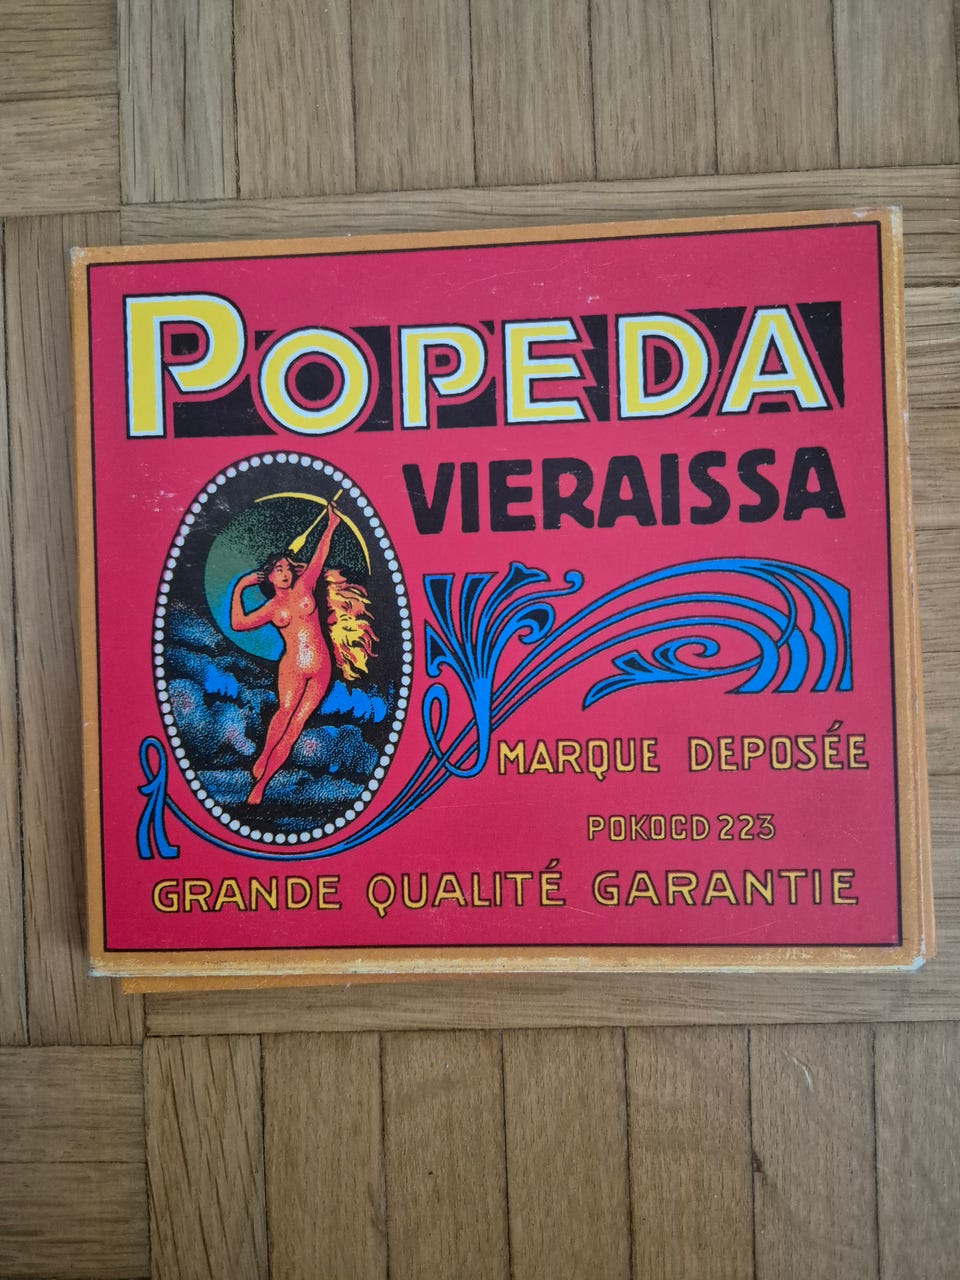 POPEDA
VIERAISSA
MARQUE DEPOSÉE
POKOCD 223
GRANDE QUALITÉ GARANTIE